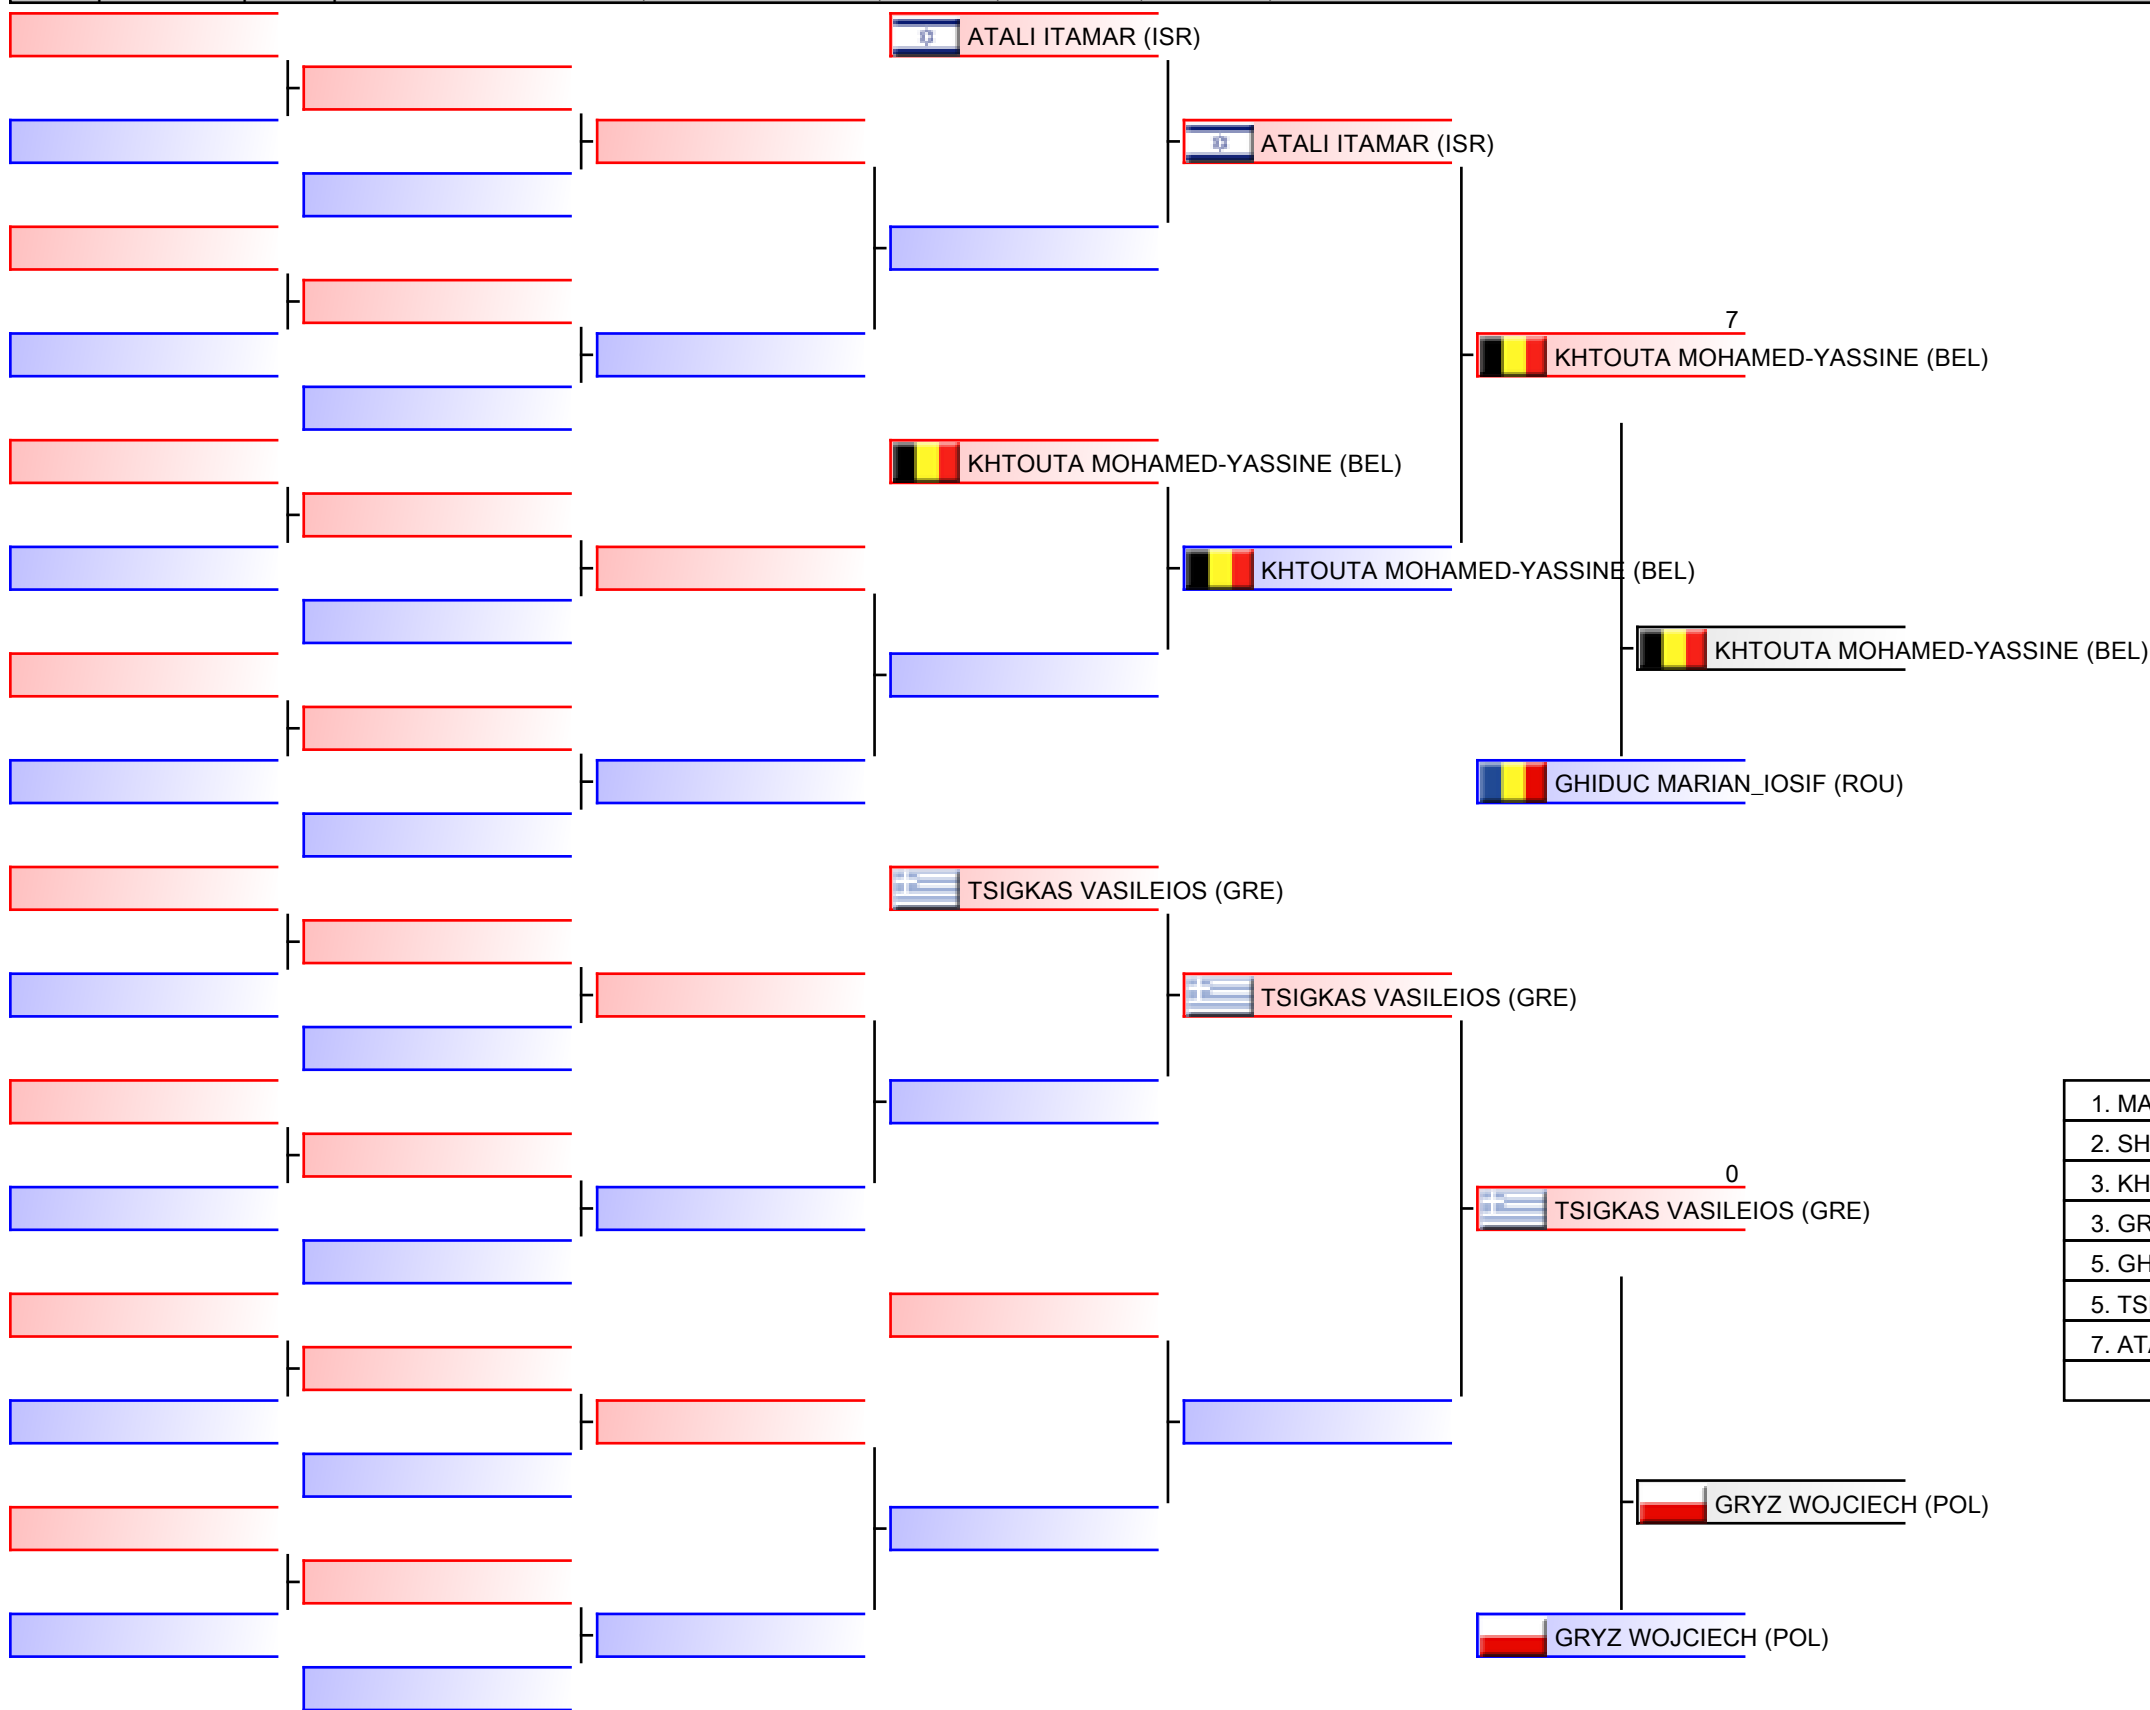 ATALI ITAMAR (ISR)
ATALI ITAMAR (ISR)
7
KHTOUTA MOHAMED-YASSINE (BEL)
KHTOUTA MOHAMED-YASSINE (BEL)
KHTOUTA MOHAMED-YASSINE (BEL)
KHTOUTA MOHAMED-YASSINE (BEL)
GHIDUC MARIAN_IOSIF (ROU)
TSIGKAS VASILEIOS (GRE)
TSIGKAS VASILEIOS (GRE)
0
TSIGKAS VASILEIOS (GRE)
GRYZ WOJCIECH (POL)
GRYZ WOJCIECH (POL)
1. MA
2. SH
3. KH
3. GR
5. GH
5. TS
7. AT